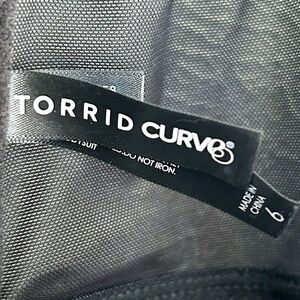 TORRID CURVE®
DO NOT IRON.
MADE IN
CHINA
6